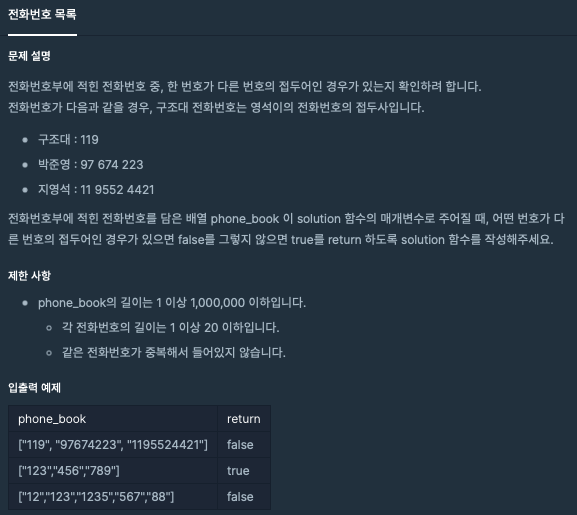 전화번호 목록
문제 설명
전화번호부에 적힌 전화번호 중, 한 번호가 다른 번호의 접두어인 경우가 있는지 확인하려 합니다.
전화번호가 다음과 같을 경우, 구조대 전화번호는 영석이의 전화번호의 접두사입니다.
구조대 : 119
박준영 : 97 674 223
지영석 : 11 9552 4421
전화번호부에 적힌 전화번호를 담은 배열 phone_book 이 solution 함수의 매개변수로 주어질 때, 어떤 번호가 다
른 번호의 접두어인 경우가 있으면 false를 그렇지 않으면 true를 return 하도록 solution 함수를 작성해주세요.
제한 사항
phone_book의 길이는 1 이상 1,000,000 이하입니다.
각 전화번호의 길이는 1 이상 20 이하입니다.
같은 전화번호가 중복해서 들어있지 않습니다.
입출력 예제
phone_book return
["119", "97674223", "1195524421"] false
["123","456","789"] true
["12","123","1235","567","88"] false